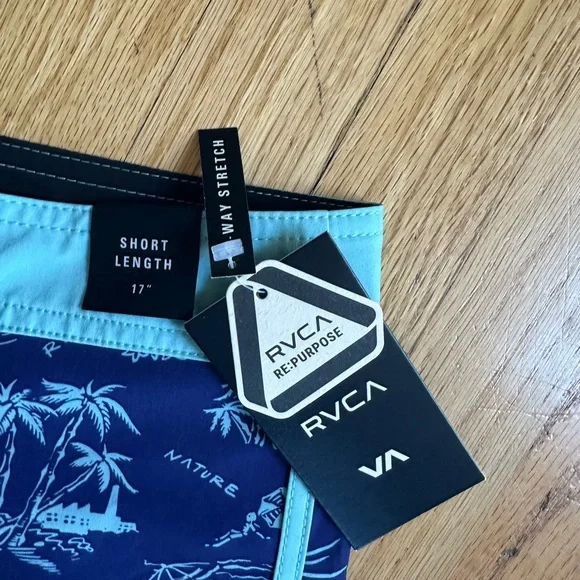 -WAY STRETCH
SHORT
LENGTH
17"
RVCA
RE:PURPOSE
RVCA
VA
NATURE